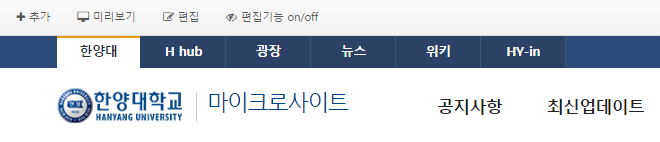 추가 미리보기 편집 편집기능 on/off
한양대 H hub 광장 뉴스 위키 HY-in
한양대학교 마이크로사이트 공지사항 최신업데이트
HANYANG UNIVERSITY